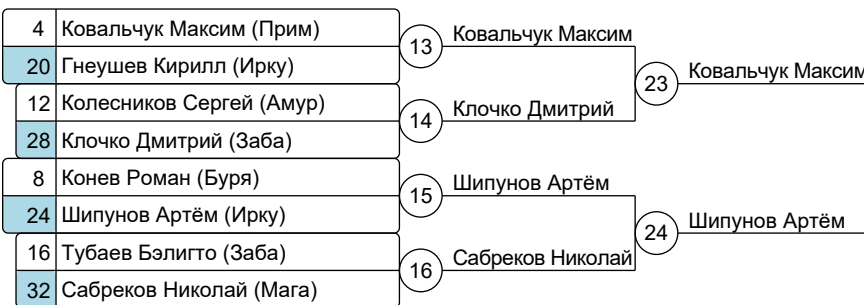 4 Ковальчук Максим (Прим)
20 Гнеушев Кирилл (Ирку)
12 Колесников Сергей (Амур)
28 Клочко Дмитрий (Заба)
8 Конев Роман (Буря)
24 Шипунов Артём (Ирку)
16 Тубаев Бэлигто (Заба)
32 Сабреков Николай (Мага)
13 Ковальчук Максим
14 Клочко Дмитрий
15 Шипунов Артём
16 Сабреков Николай
23 Ковальчук Максим
24 Шипунов Артём